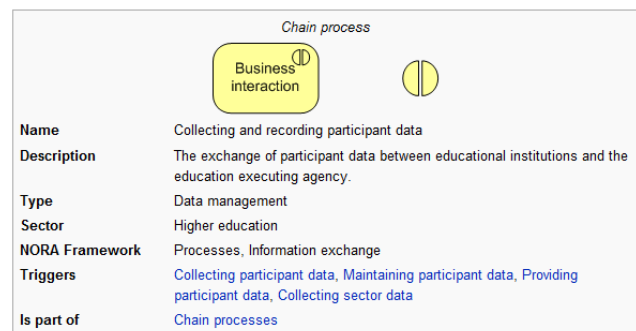 Chain process
Business
interaction
Name Collecting and recording participant data
Description The exchange of participant data between educational institutions and the
education executing agency.
Type Data management
Sector Higher education
NORA Framework Processes, Information exchange
Triggers Collecting participant data, Maintaining participant data, Providing
participant data, Collecting sector data
Is part of Chain processes